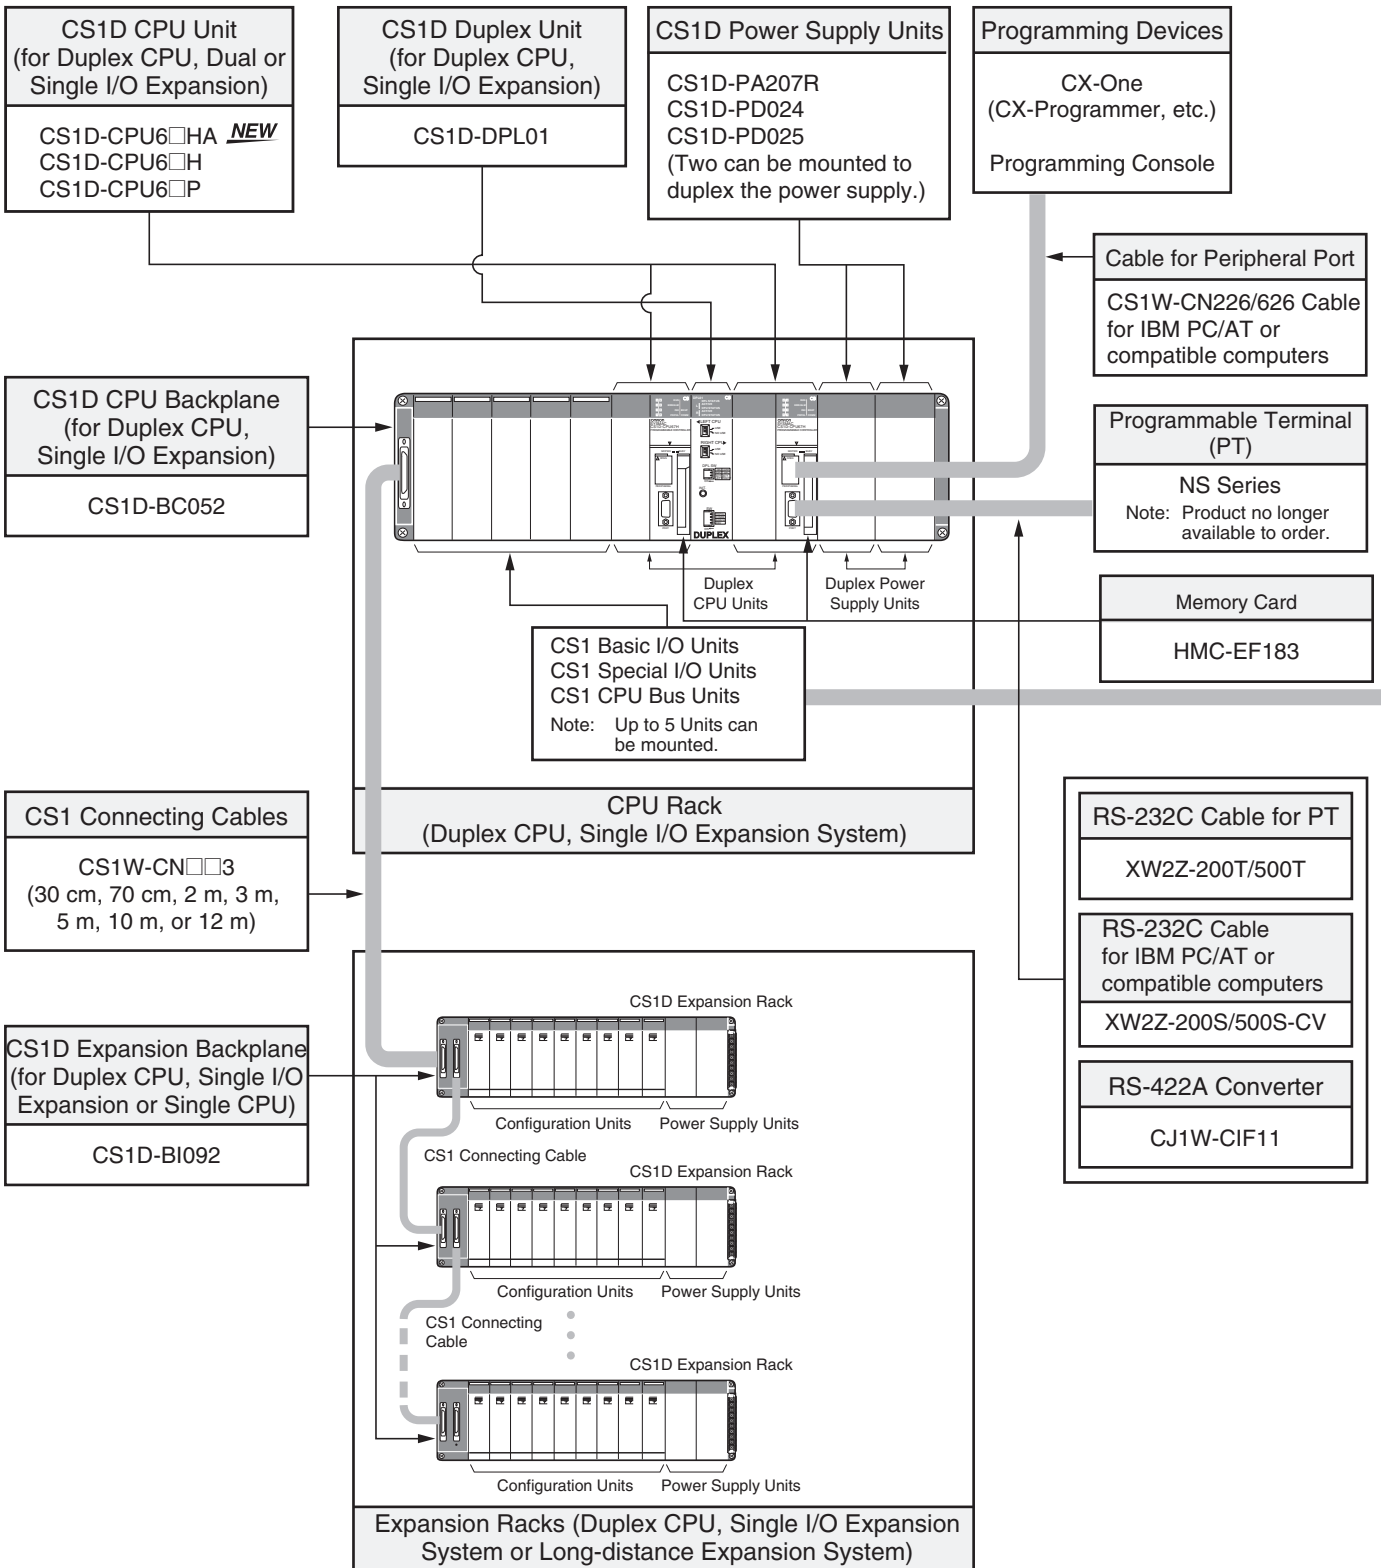 CS1D CPU Unit
(for Duplex CPU, Dual or
Single I/O Expansion)
CS1D-CPU6□HA NEW
CS1D-CPU6□H
CS1D-CPU6□P
CS1D Duplex Unit
(for Duplex CPU,
Single I/O Expansion)
CS1D-DPL01
CS1D Power Supply Units
CS1D-PA207R
CS1D-PD024
CS1D-PD025
(Two can be mounted to
duplex the power supply.)
Programming Devices
CX-One
(CX-Programmer, etc.)
Programming Console
Cable for Peripheral Port
CS1W-CN226/626 Cable
for IBM PC/AT or
compatible computers
CS1D CPU Backplane
(for Duplex CPU,
Single I/O Expansion)
CS1D-BC052
LEFT CPU
RIGHT CPU
DUPLEX
Programmable Terminal
(PT)
NS Series
Note: Product no longer
available to order.
Duplex
CPU Units
Duplex Power
Supply Units
Memory Card
HMC-EF183
CS1 Basic I/O Units
CS1 Special I/O Units
CS1 CPU Bus Units
Note: Up to 5 Units can
be mounted.
CPU Rack
(Duplex CPU, Single I/O Expansion System)
CS1 Connecting Cables
CS1W-CN□□3
(30 cm, 70 cm, 2 m, 3 m,
5 m, 10 m, or 12 m)
RS-232C Cable for PT
XW2Z-200T/500T
RS-232C Cable
for IBM PC/AT or
compatible computers
XW2Z-200S/500S-CV
RS-422A Converter
CJ1W-CIF11
CS1D Expansion Backplane
(for Duplex CPU, Single I/O
Expansion or Single CPU)
CS1D-BI092
CS1D Expansion Rack
Configuration Units
Power Supply Units
CS1 Connecting Cable
CS1D Expansion Rack
Configuration Units
Power Supply Units
CS1 Connecting
Cable
CS1D Expansion Rack
Configuration Units
Power Supply Units
Expansion Racks (Duplex CPU, Single I/O Expansion
System or Long-distance Expansion System)